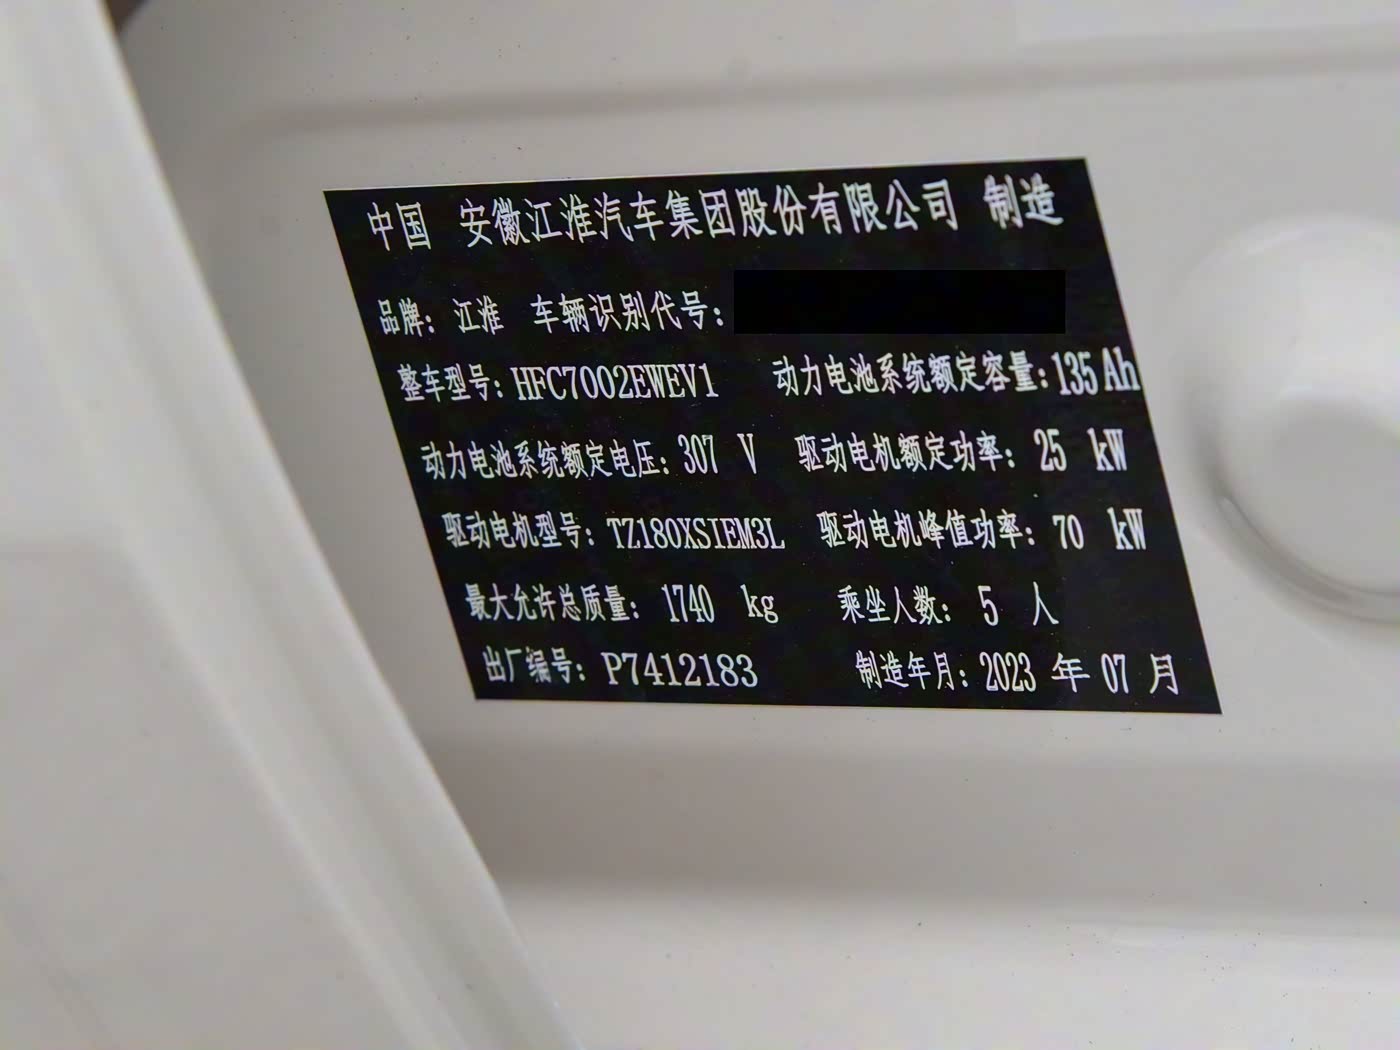 中国 安徽江淮汽车集团股份有限公司 制造
品牌: 江淮 车辆识别代号:
整车型号: HFC7002EWEV1 动力电池系统额定容量: 135 Ah
动力电池系统额定电压: 307 V 驱动电机额定功率: 25 kW
驱动电机型号: TZ180XS1EM3L 驱动电机峰值功率: 70 kW
最大允许总质量: 1740 kg 乘坐人数: 5 人
出厂编号: P7412183 制造年月: 2023 年 07 月